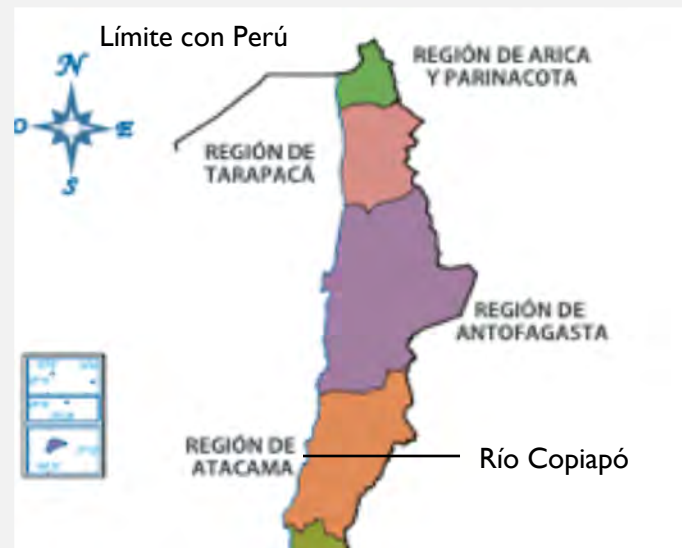 Límite con Perú
N
REGIÓN DE ARICA
Y PARINACOTA
O
E
REGIÓN DE
TARAPACÁ
S
REGIÓN DE
ANTOFAGASTA
REGIÓN DE
ATACAMA
Río Copiapó